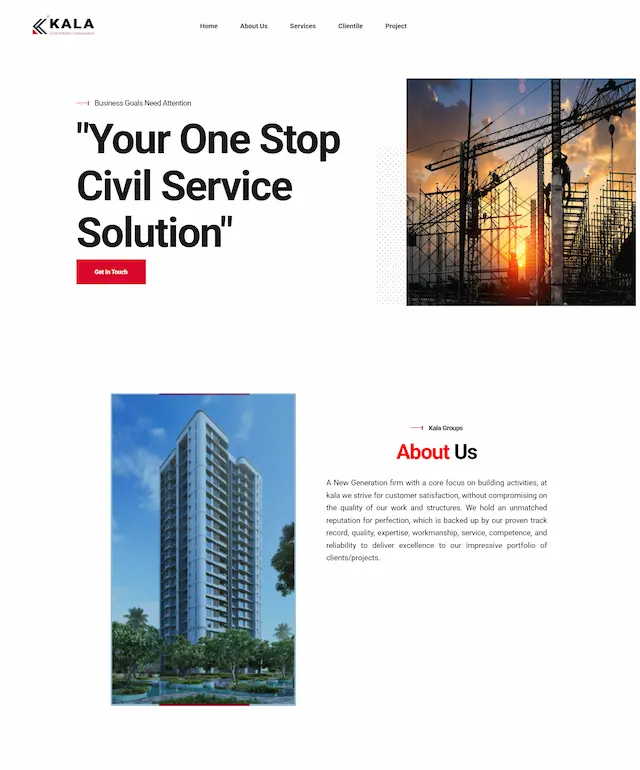 KALA
Home About Us Services Clientile Project
Business Goals Need Attention
"Your One Stop
Civil Service
Solution"
Get In Touch
Kala Groups
About Us
A New Generation firm with a core focus on building activities, at
kala we strive for customer satisfaction, without compromising on
the quality of our work and structures. We hold an unmatched
reputation for perfection, which is backed up by our proven track
record, quality, expertise, workmanship, service, competence, and
reliability to deliver excellence to our impressive portfolio of
clients/projects.